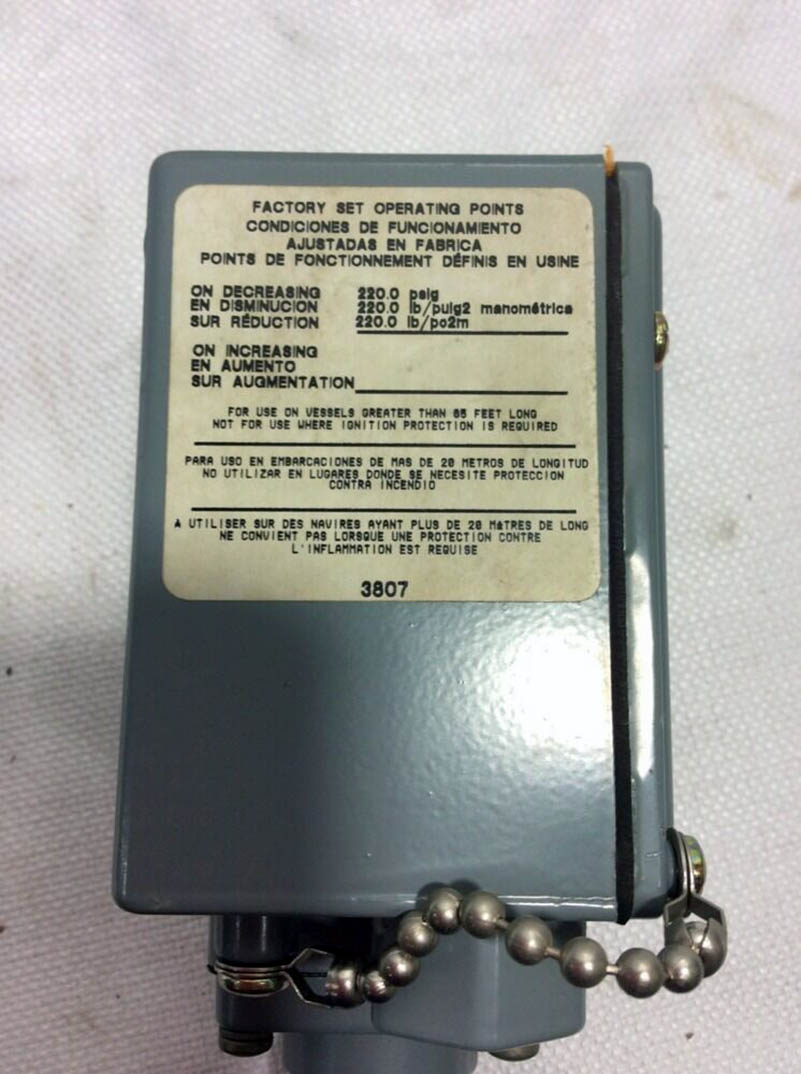 FACTORY SET OPERATING POINTS
CONDICIONES DE FUNCIONAMIENTO
AJUSTADAS EN FABRICA
POINTS DE FONCTIONNEMENT DÉFINIS EN USINE
ON DECREASING 220.0 psig
EN DISMINUCION 220.0 lb/pulg2 manométrica
SUR RÉDUCTION 220.0 lb/po2m
ON INCREASING
EN AUMENTO
SUR AUGMENTATION
FOR USE ON VESSELS GREATER THAN 65 FEET LONG
NOT FOR USE WHERE IGNITION PROTECTION IS REQUIRED
PARA USO EN EMBARCACIONES DE MAS DE 20 METROS DE LONGITUD
NO UTILIZAR EN LUGARES DONDE SE NECESITE PROTECCION
CONTRA INCENDIO
A UTILISER SUR DES NAVIRES AYANT PLUS DE 20 MèTRES DE LONG
NE CONVIENT PAS LORSQUE UNE PROTECTION CONTRE
L'INFLAMMATION EST REQUISE
3807